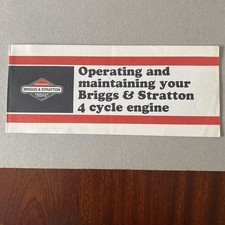 BRIGGS & STRATTON
Operating and
maintaining your
Briggs & Stratton
4 cycle engine